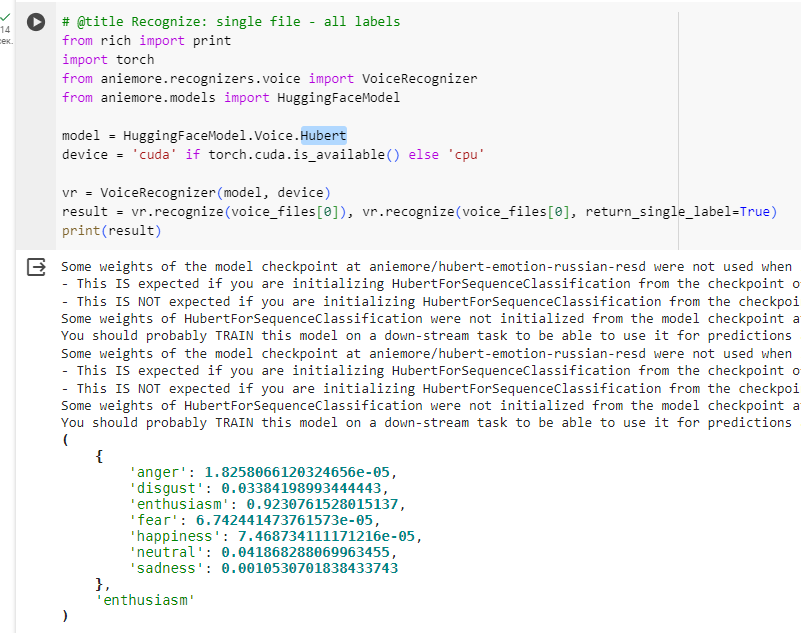 14
сек.
# @title Recognize: single file - all labels
from rich import print
import torch
from aniemore.recognizers.voice import VoiceRecognizer
from aniemore.models import HuggingFaceModel
model = HuggingFaceModel.Voice.Hubert
device = 'cuda' if torch.cuda.is_available() else 'cpu'
vr = VoiceRecognizer(model, device)
result = vr.recognize(voice_files[0]), vr.recognize(voice_files[0], return_single_label=True)
print(result)
Some weights of the model checkpoint at aniemore/hubert-emotion-russian-resd were not used when
- This IS expected if you are initializing HubertForSequenceClassification from the checkpoint o
- This IS NOT expected if you are initializing HubertForSequenceClassification from the checkpoi
Some weights of HubertForSequenceClassification were not initialized from the model checkpoint a
You should probably TRAIN this model on a down-stream task to be able to use it for predictions
Some weights of the model checkpoint at aniemore/hubert-emotion-russian-resd were not used when
- This IS expected if you are initializing HubertForSequenceClassification from the checkpoint o
- This IS NOT expected if you are initializing HubertForSequenceClassification from the checkpoi
Some weights of HubertForSequenceClassification were not initialized from the model checkpoint a
You should probably TRAIN this model on a down-stream task to be able to use it for predictions
(
{
'anger': 1.8258066120324656e-05,
'disgust': 0.03384198993444443,
'enthusiasm': 0.9230761528015137,
'fear': 6.742441473761573e-05,
'happiness': 7.468734111171216e-05,
'neutral': 0.041868288069963455,
'sadness': 0.0010530701838433743
},
'enthusiasm'
)